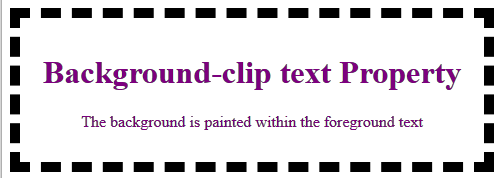 Background-clip text Property
The background is painted within the foreground text